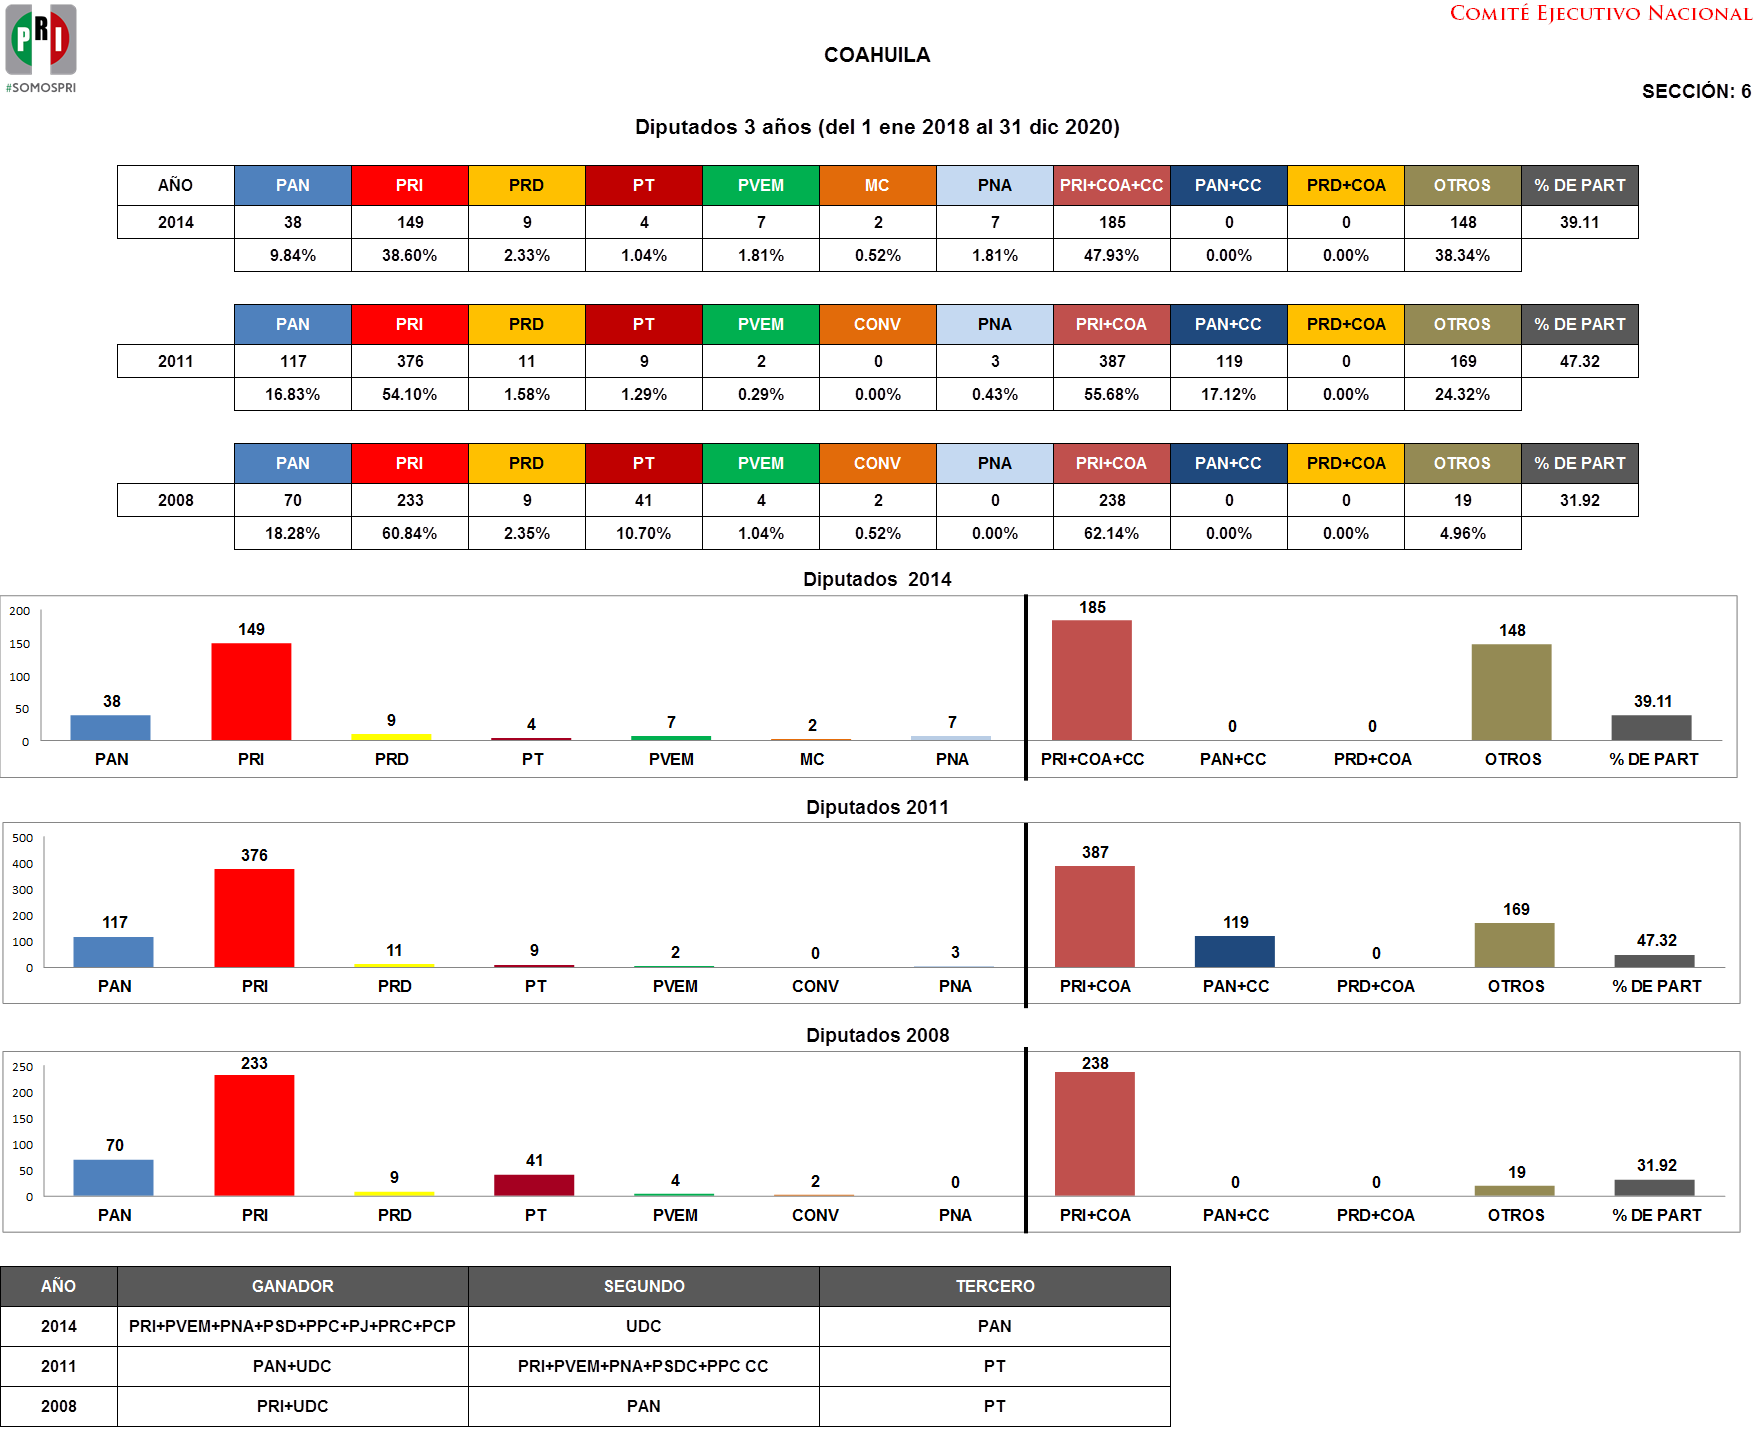 PRI
#SOMOSPRI
COMITÉ EJECUTIVO NACIONAL
COAHUILA
SECCIÓN: 6
Diputados 3 años (del 1 ene 2018 al 31 dic 2020)
AÑO PAN PRI PRD PT PVEM MC PNA PRI+COA+CC PAN+CC PRD+COA OTROS % DE PART
2014 38 149 9 4 7 2 7 185 0 0 148 39.11
9.84% 38.60% 2.33% 1.04% 1.81% 0.52% 1.81% 47.93% 0.00% 0.00% 38.34%
PAN PRI PRD PT PVEM CONV PNA PRI+COA PAN+CC PRD+COA OTROS % DE PART
2011 117 376 11 9 2 0 3 387 119 0 169 47.32
16.83% 54.10% 1.58% 1.29% 0.29% 0.00% 0.43% 55.68% 17.12% 0.00% 24.32%
PAN PRI PRD PT PVEM CONV PNA PRI+COA PAN+CC PRD+COA OTROS % DE PART
2008 70 233 9 41 4 2 0 238 0 0 19 31.92
18.28% 60.84% 2.35% 10.70% 1.04% 0.52% 0.00% 62.14% 0.00% 0.00% 4.96%
Diputados 2014
200
150
100
50
0
38 149 9 4 7 2 7 185 0 0 148 39.11
PAN PRI PRD PT PVEM MC PNA PRI+COA+CC PAN+CC PRD+COA OTROS % DE PART
Diputados 2011
500
400
300
200
100
0
117 376 11 9 2 0 3 387 119 0 169 47.32
PAN PRI PRD PT PVEM CONV PNA PRI+COA PAN+CC PRD+COA OTROS % DE PART
Diputados 2008
250
200
150
100
50
0
70 233 9 41 4 2 0 238 0 0 19 31.92
PAN PRI PRD PT PVEM CONV PNA PRI+COA PAN+CC PRD+COA OTROS % DE PART
AÑO GANADOR SEGUNDO TERCERO
2014 PRI+PVEM+PNA+PSD+PPC+PJ+PRC+PCP UDC PAN
2011 PAN+UDC PRI+PVEM+PNA+PSDC+PPC CC PT
2008 PRI+UDC PAN PT